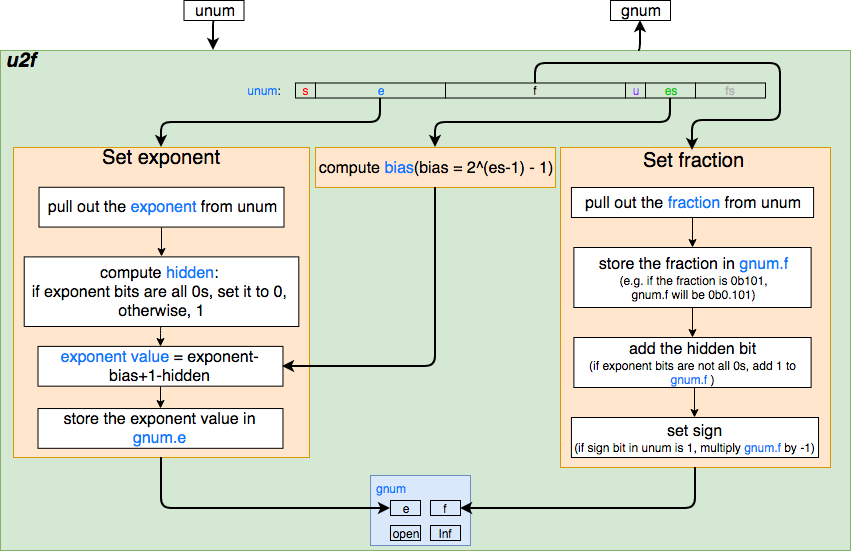 unum
gnum
u2f
unum: s e f u es fs
Set exponent
pull out the exponent from unum
compute hidden:
if exponent bits are all 0s, set it to 0,
otherwise, 1
exponent value = exponent-
bias+1-hidden
store the exponent value in
gnum.e
compute bias(bias = 2^(es-1) - 1)
Set fraction
pull out the fraction from unum
store the fraction in gnum.f
(e.g. if the fraction is 0b101,
gnum.f will be 0b0.101)
add the hidden bit
(if exponent bits are not all 0s, add 1 to
gnum.f )
set sign
(if sign bit in unum is 1, multiply gnum.f by -1)
gnum
e f
open Inf